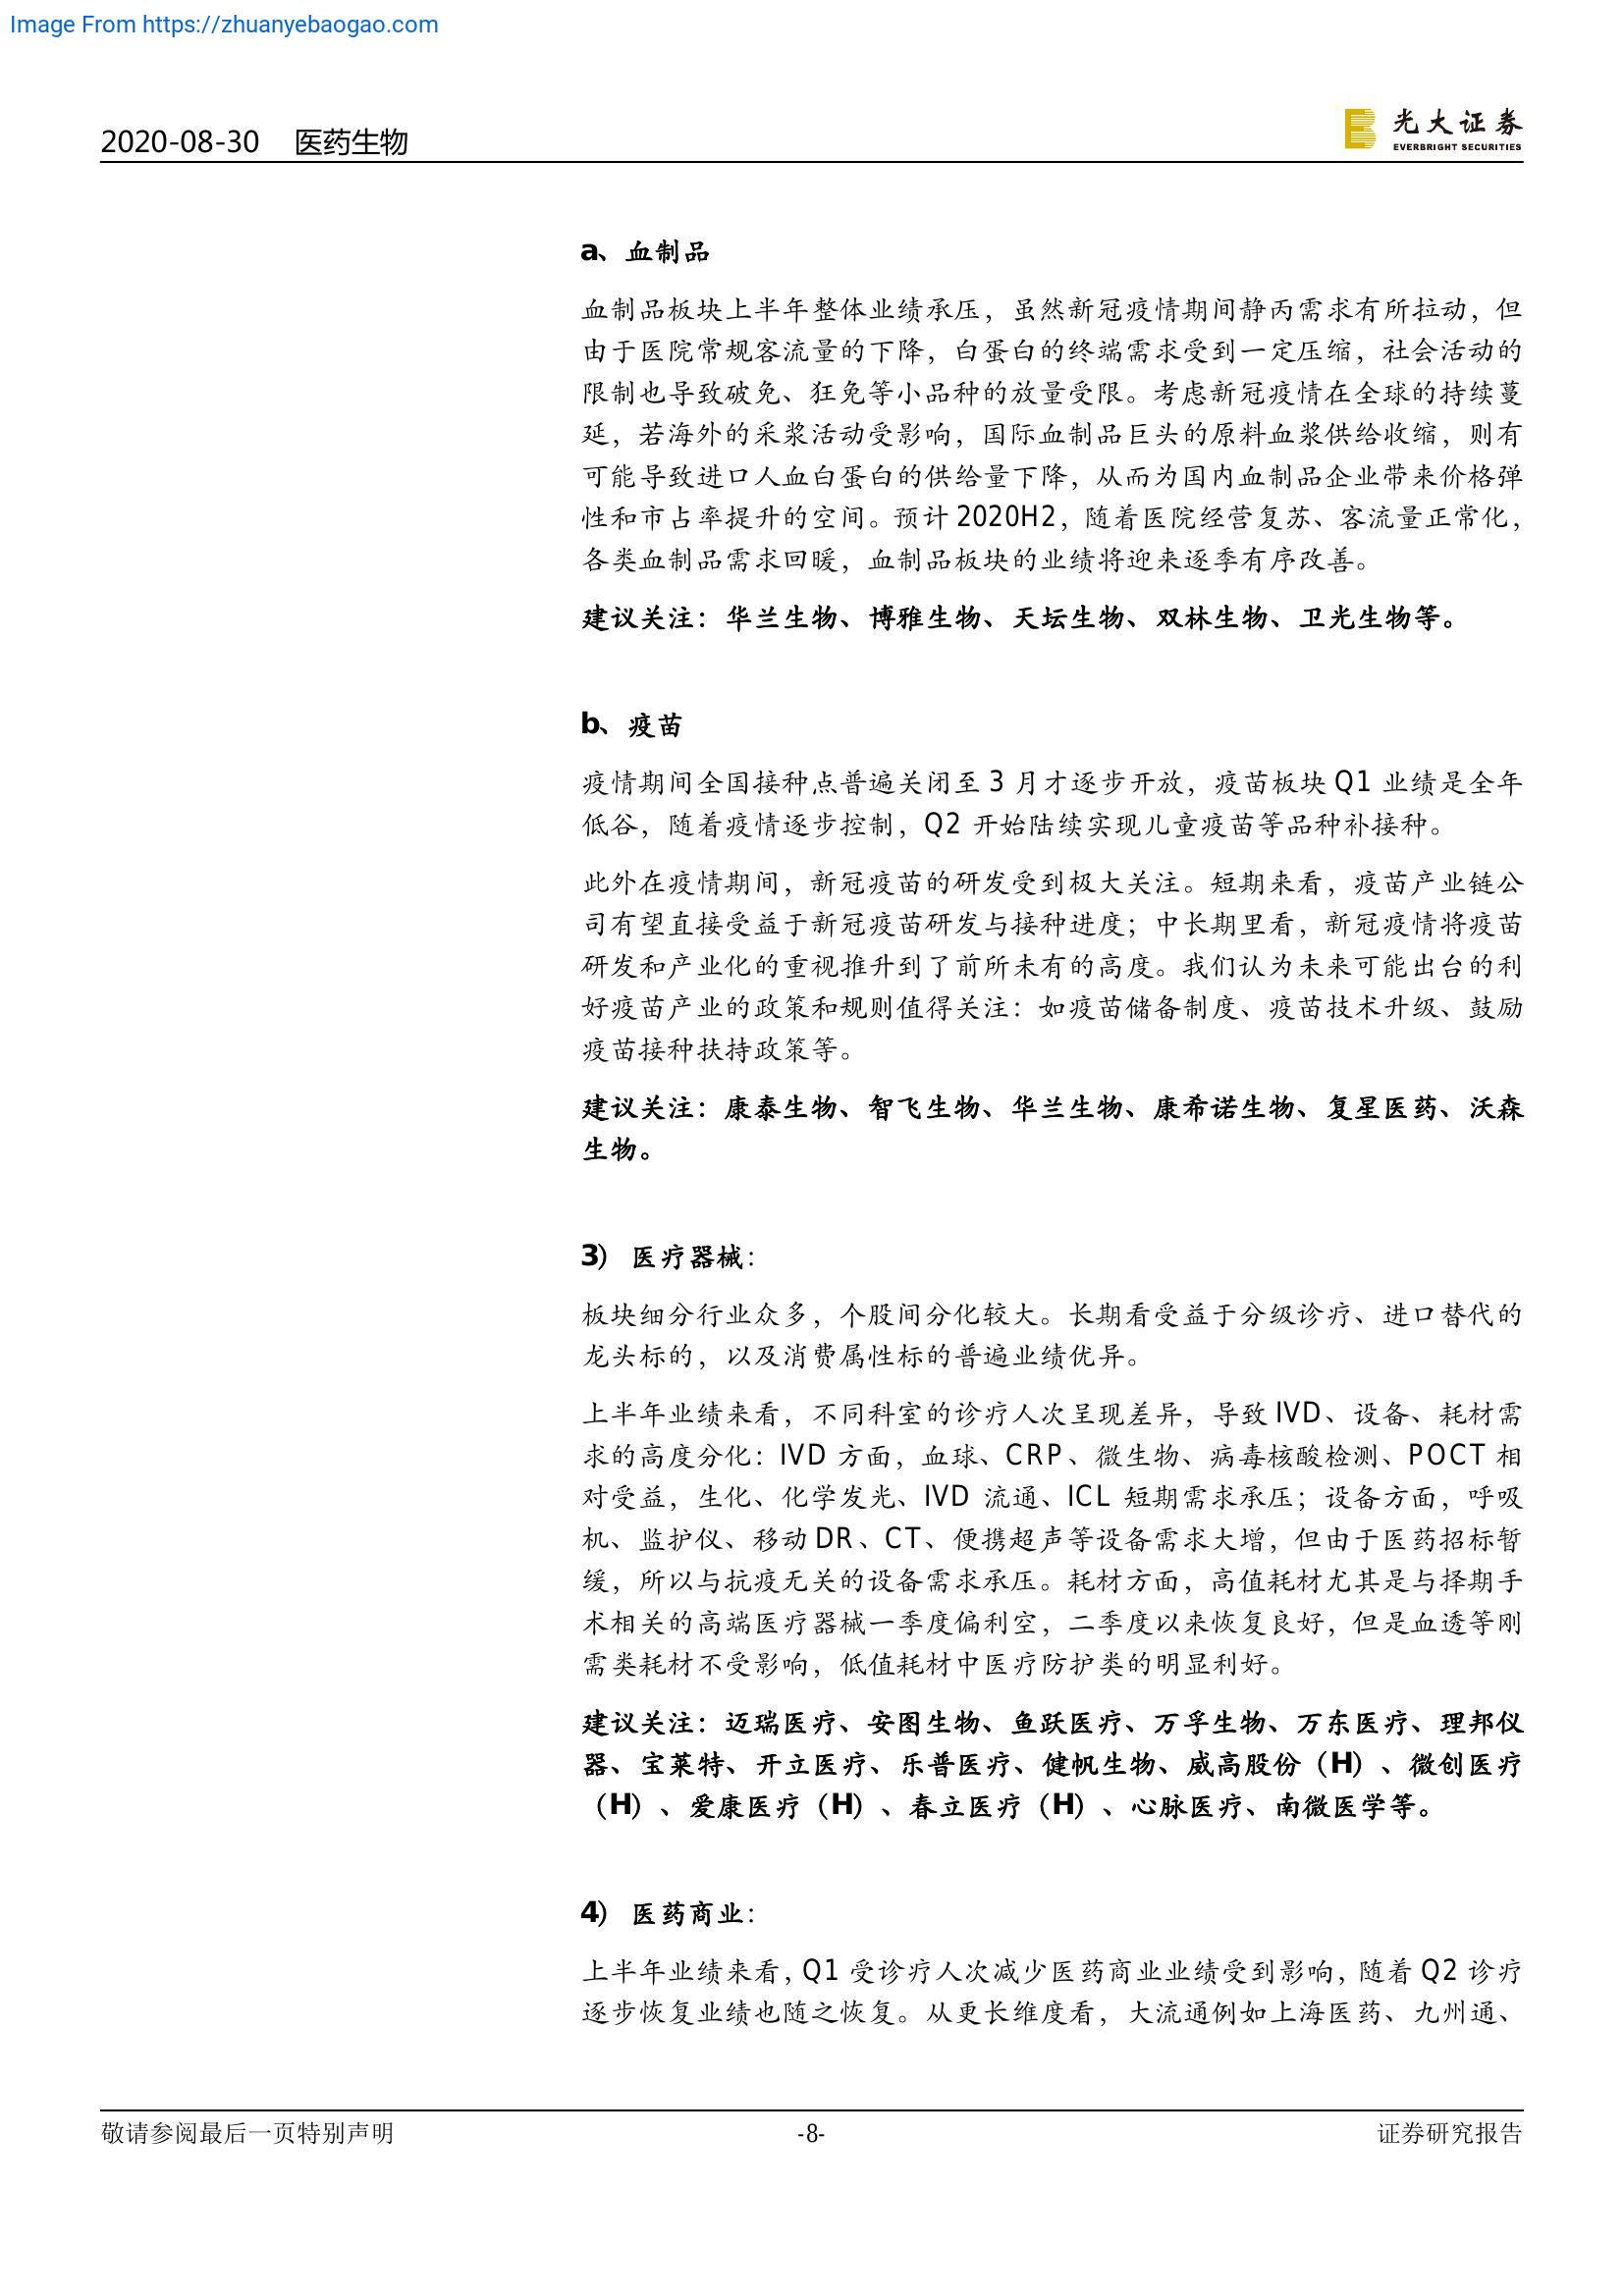 Image From https://zhuanyebaogao.com
2020-08-30 医药生物
光大证券
EVERBRIGHT SECURITIES
a、血制品
血制品板块上半年整体业绩承压，虽然新冠疫情期间静丙需求有所拉动，但
由于医院常规客流量的下降，白蛋白的终端需求受到一定压缩，社会活动的
限制也导致破免、狂免等小品种的放量受限。考虑新冠疫情在全球的持续蔓
延，若海外的采浆活动受影响，国际血制品巨头的原料血浆供给收缩，则有
可能导致进口人血白蛋白的供给量下降，从而为国内血制品企业带来价格弹
性和市占率提升的空间。预计 2020H2，随着医院经营复苏、客流量正常化，
各类血制品需求回暖，血制品板块的业绩将迎来逐季有序改善。
建议关注：华兰生物、博雅生物、天坛生物、双林生物、卫光生物等。
b、疫苗
疫情期间全国接种点普遍关闭至 3 月才逐步开放，疫苗板块 Q1 业绩是全年
低谷，随着疫情逐步控制，Q2 开始陆续实现儿童疫苗等品种补接种。
此外在疫情期间，新冠疫苗的研发受到极大关注。短期来看，疫苗产业链公
司有望直接受益于新冠疫苗研发与接种进度；中长期里看，新冠疫情将疫苗
研发和产业化的重视推升到了前所未有的高度。我们认为未来可能出台的利
好疫苗产业的政策和规则值得关注：如疫苗储备制度、疫苗技术升级、鼓励
疫苗接种扶持政策等。
建议关注：康泰生物、智飞生物、华兰生物、康希诺生物、复星医药、沃森
生物。
3） 医疗器械：
板块细分行业众多，个股间分化较大。长期看受益于分级诊疗、进口替代的
龙头标的，以及消费属性标的普遍业绩优异。
上半年业绩来看，不同科室的诊疗人次呈现差异，导致 IVD、设备、耗材需
求的高度分化：IVD 方面，血球、CRP、微生物、病毒核酸检测、POCT 相
对受益，生化、化学发光、IVD 流通、ICL 短期需求承压；设备方面，呼吸
机、监护仪、移动 DR、CT、便携超声等设备需求大增，但由于医药招标暂
缓，所以与抗疫无关的设备需求承压。耗材方面，高值耗材尤其是与择期手
术相关的高端医疗器械一季度偏利空，二季度以来恢复良好，但是血透等刚
需类耗材不受影响，低值耗材中医疗防护类的明显利好。
建议关注：迈瑞医疗、安图生物、鱼跃医疗、万孚生物、万东医疗、理邦仪
器、宝莱特、开立医疗、乐普医疗、健帆生物、威高股份（H）、微创医疗
（H）、爱康医疗（H）、春立医疗（H）、心脉医疗、南微医学等。
4） 医药商业：
上半年业绩来看，Q1 受诊疗人次减少医药商业业绩受到影响，随着 Q2 诊疗
逐步恢复业绩也随之恢复。从更长维度看，大流通例如上海医药、九州通、
敬请参阅最后一页特别声明
-8-
证券研究报告